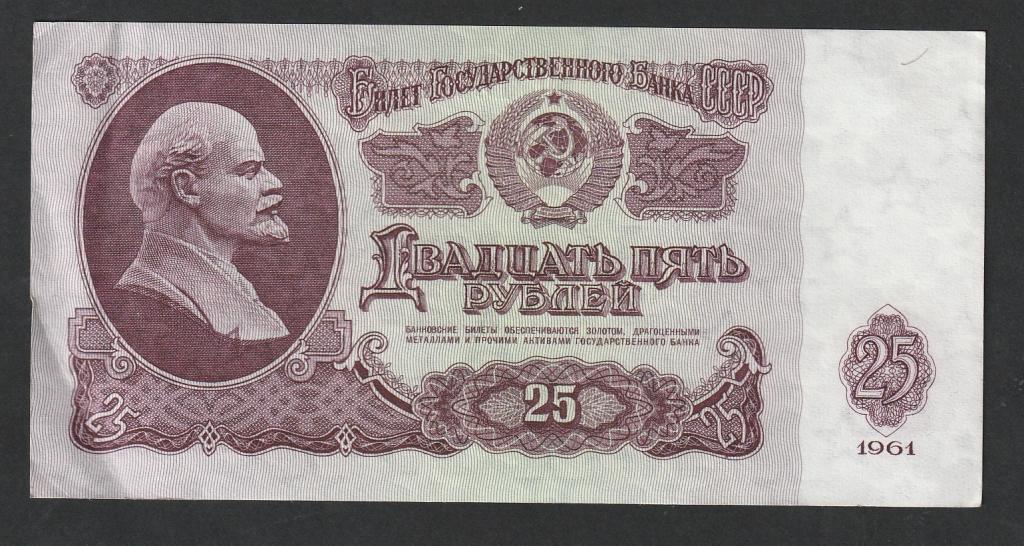 Билет Государственного Банка СССР
Двадцать пять
рублей
БАНКОВСКИЕ БИЛЕТЫ ОБЕСПЕЧИВАЮТСЯ ЗОЛОТОМ, ДРАГОЦЕННЫМИ
МЕТАЛЛАМИ И ПРОЧИМИ АКТИВАМИ ГОСУДАРСТВЕННОГО БАНКА
25
25
25
25
1961